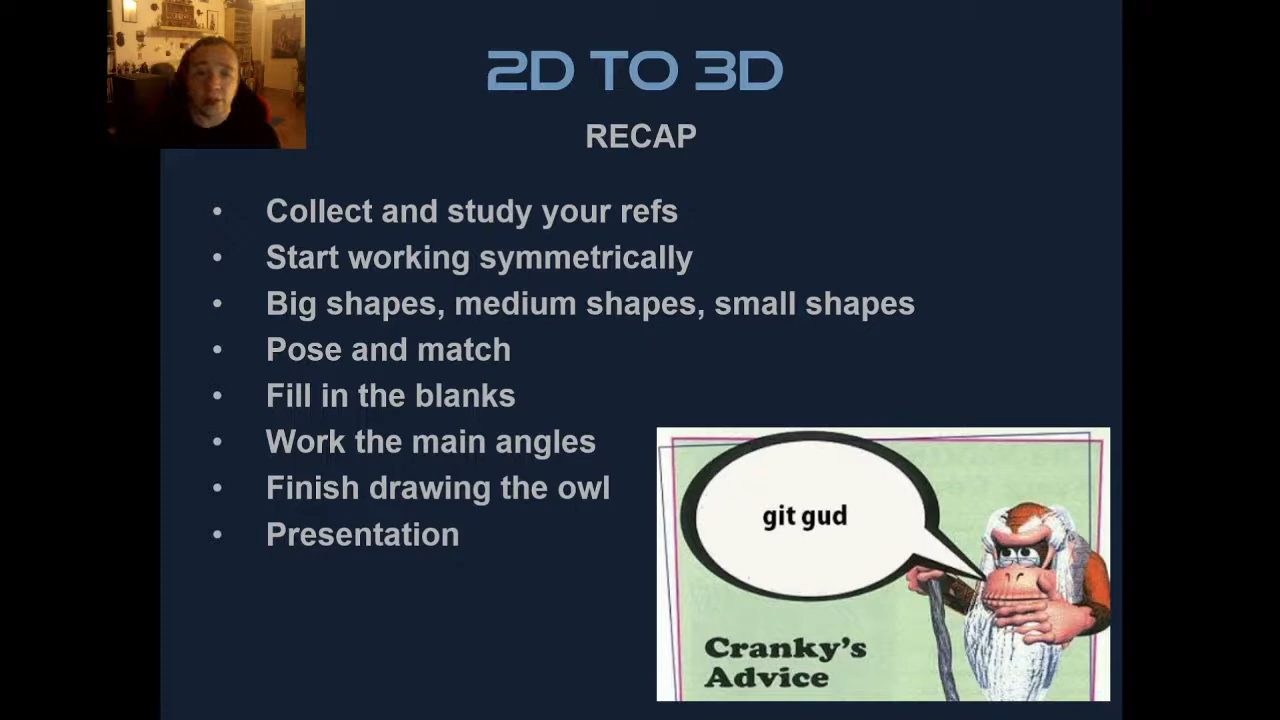 2D TO 3D
RECAP
• Collect and study your refs
• Start working symmetrically
• Big shapes, medium shapes, small shapes
• Pose and match
• Fill in the blanks
• Work the main angles
• Finish drawing the owl
• Presentation
git gud
Cranky's
Advice